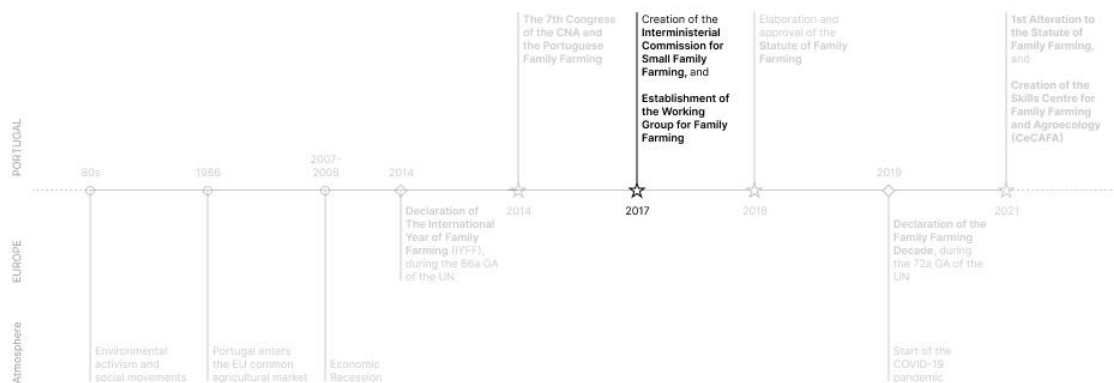 The 7th Congress
of the CNA and
the Portuguese
Family Farming
Creation of the
Interministerial
Commission for
Small Family
Farming, and
Establishment of
the Working
Group for Family
Farming
Elaboration and
approval of the
Statute of Family
Farming
1st Alteration to
the Statute of
Family Farming,
and
Creation of the
Skills Centre for
Family Farming
and Agroecology
(CeCAFA)
PORTUGAL
80s
1986
2007-
2008
2014
2019
2014
2017
2018
2021
EUROPE
Declaration of
The International
Year of Family
Farming (IYFF),
during the 66a GA
of the UN
Declaration of the
Family Farming
Decade, during
the 72a GA of the
UN
Atmosphere
Environmental
activism and
social movements
Portugal enters
the EU common
agricultural market
Economic
Recession
Start of the
COVID-19
pandemic